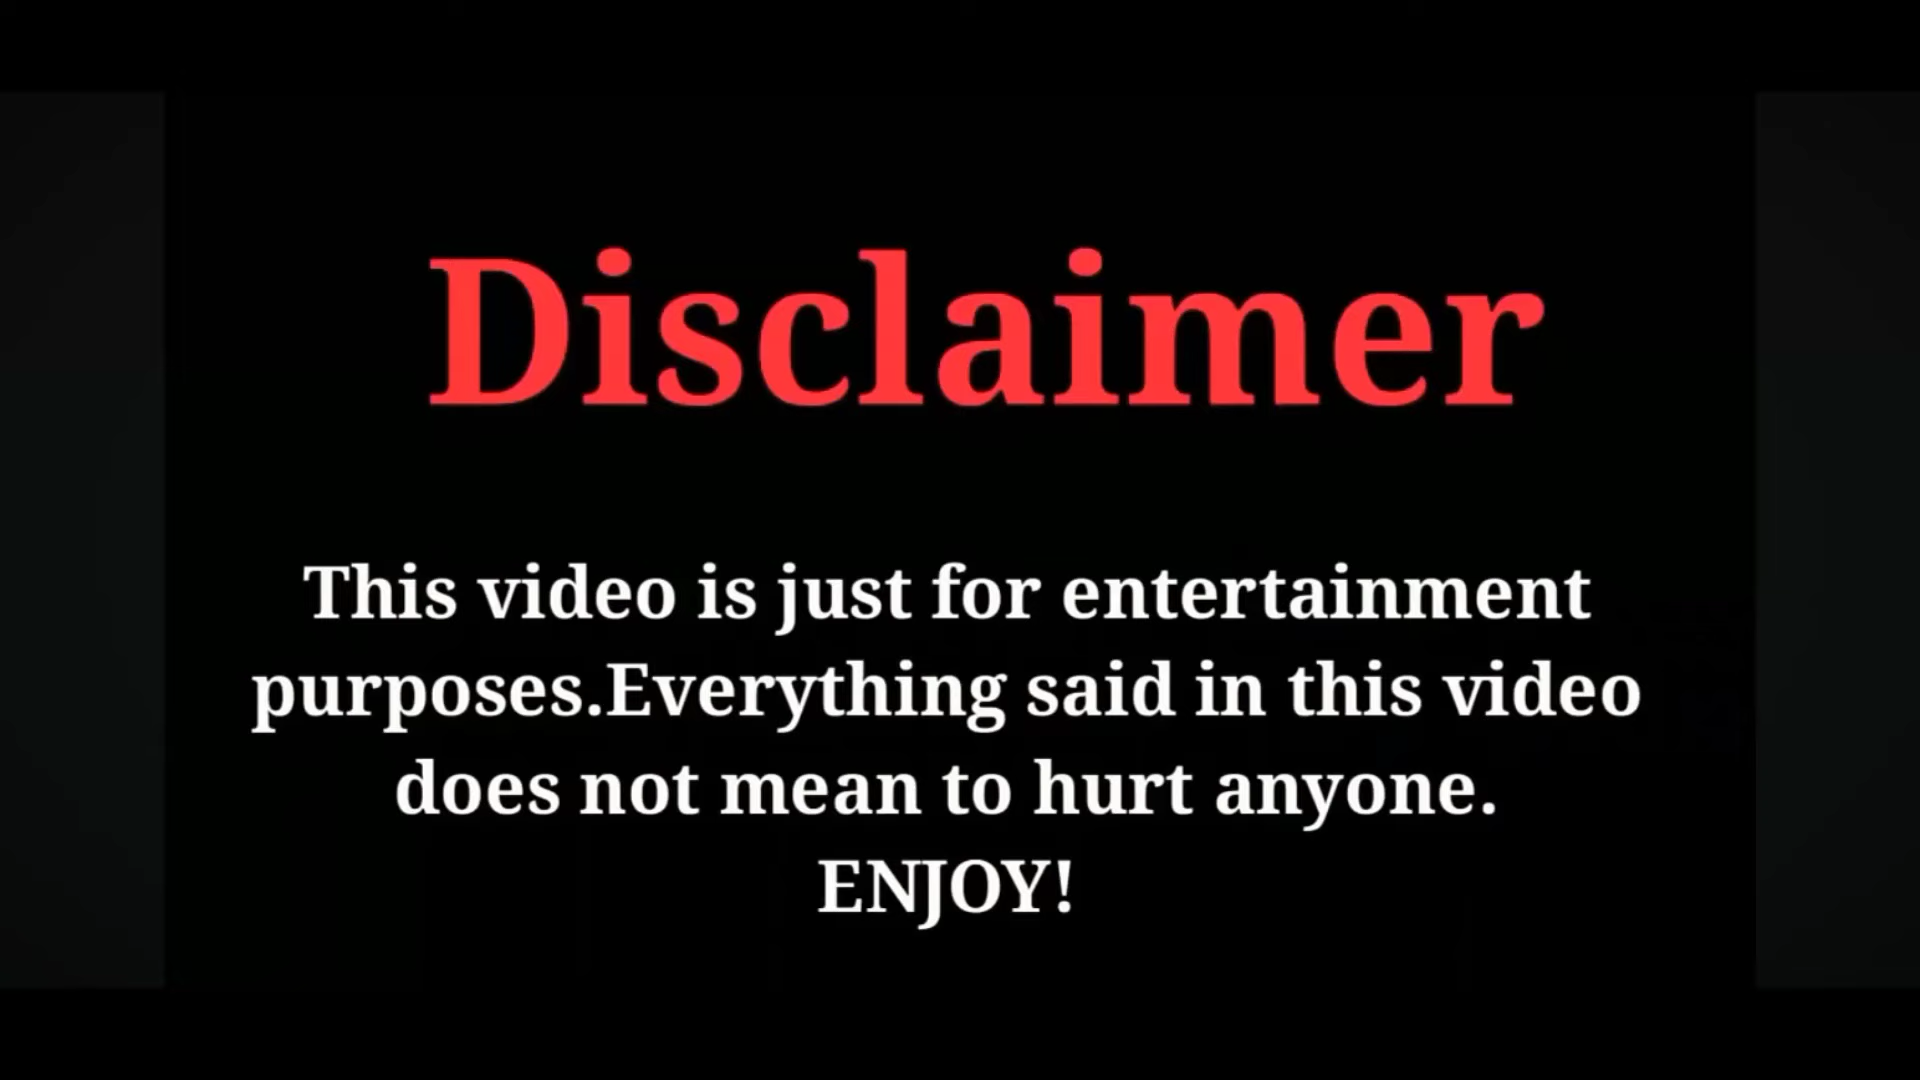 Disclaimer
This video is just for entertainment
purposes.Everything said in this video
does not mean to hurt anyone.
ENJOY!